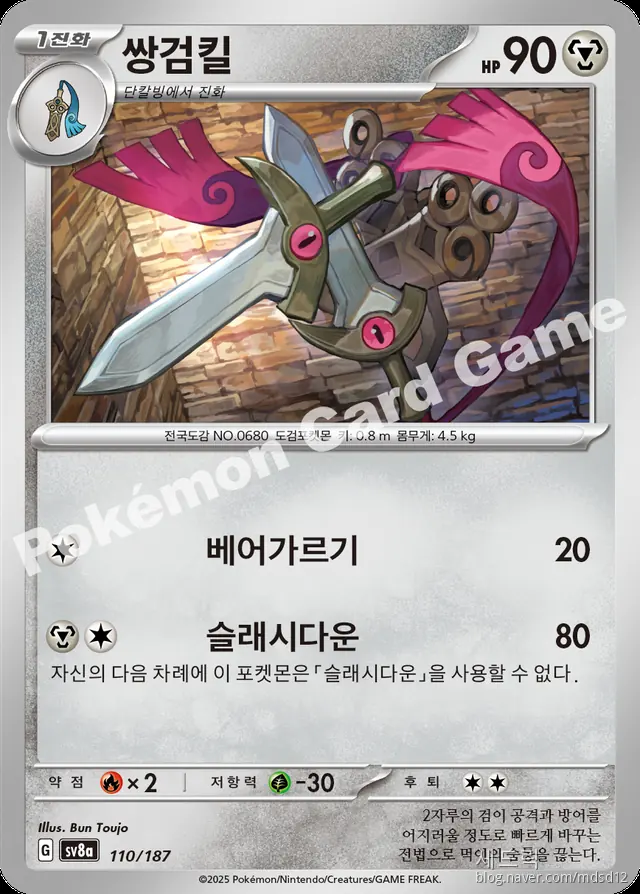 1진화
쌍검킬
HP 90
단칼빙에서 진화
전국도감 NO.0680 도검포켓몬 키: 0.8 m 몸무게: 4.5 kg
Pokémon Card Game
베어가르기 20
슬래시다운 80
자신의 다음 차례에 이 포켓몬은 「슬래시다운」을 사용할 수 없다.
약점 ×2 저항력 -30 후퇴
Illus. Bun Toujo
G sv8a 110/187
2자루의 검이 공격과 방어를
어지러울 정도로 빠르게 바꾸는
전법으로 먹이의 숨통을 끊는다.
blog.naver.com/mdsd12
©2025 Pokémon/Nintendo/Creatures/GAME FREAK.